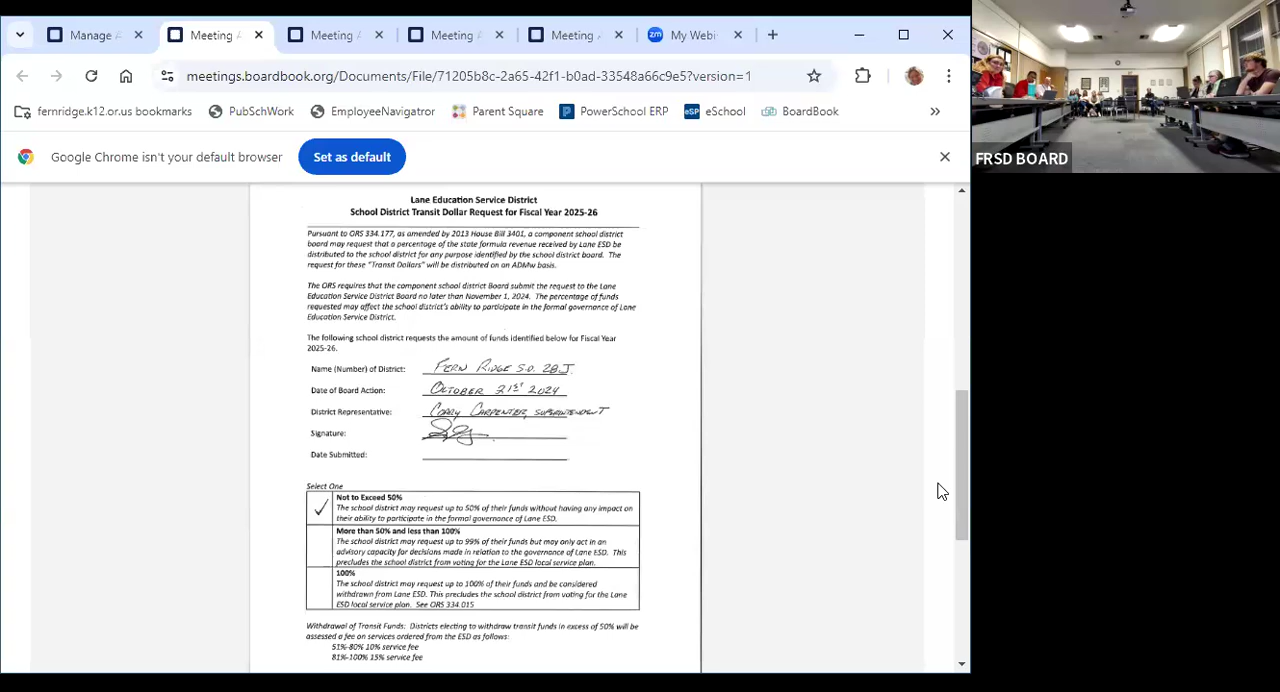 Manage
Meeting
Meeting
Meeting
Meeting
My Webi
meetings.boardbook.org/Documents/File/71205b8c-2a65-42f1-b0ad-33548a66c9e5?version=1
fernridge.k12.or.us bookmarks
PubSchWork
EmployeeNavigator
Parent Square
PowerSchool ERP
eSchool
BoardBook
Google Chrome isn't your default browser
Set as default
FRSD BOARD
Lane Education Service District
School District Transit Dollar Request for Fiscal Year 2025-26
Pursuant to ORS 334.177, as amended by 2013 House Bill 3401, a component school district
board may request that a percentage of the state formula revenue received by Lane ESD be
distributed to the school district for any purpose identified by the school district board. The
request for these "Transit Dollars" will be distributed on an ADMw basis.
The ORS requires that the component school district Board submit the request to the Lane
Education Service District Board no later than November 1, 2024. The percentage of funds
requested may affect the school district's ability to participate in the formal governance of Lane
Education Service District.
The following school district requests the amount of funds identified below for Fiscal Year
2025-26.
Name (Number) of District: FERN RIDGE S.D. 28J.
Date of Board Action: OCTOBER 21ST 2024
District Representative: CARPENTER, SUPERINTENDENT
Signature:
Date Submitted:
Select One
Not to Exceed 50%
The school district may request up to 50% of their funds without having any impact on
their ability to participate in the formal governance of Lane ESD.
More than 50% and less than 100%
The school district may request up to 99% of their funds but may only act in an
advisory capacity for decisions made in relation to the governance of Lane ESD. This
precludes the school district from voting for the Lane ESD local service plan.
100%
The school district may request up to 100% of their funds and be considered
withdrawn from Lane ESD. This precludes the school district from voting for the Lane
ESD local service plan. See ORS 334.015
Withdrawal of Transit Funds: Districts electing to withdraw transit funds in excess of 50% will be
assessed a fee on services ordered from the ESD as follows:
51%-80% 10% service fee
81%-100% 15% service fee